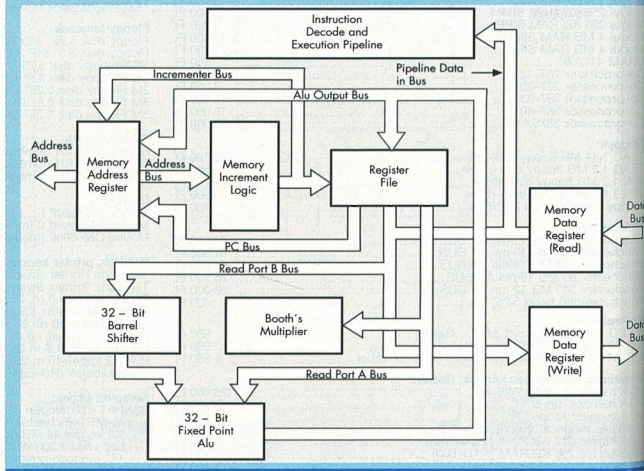 Instruction
Decode and
Execution Pipeline
Pipeline Data
in Bus
Incrementer Bus
Alu Output Bus
Address
Bus
Memory
Address
Register
Address
Bus
Memory
Increment
Logic
Register
File
Memory
Data
Register
(Read)
PC Bus
Read Port B Bus
32 – Bit
Barrel
Shifter
Booth's
Multiplier
Memory
Data
Register
(Write)
Read Port A Bus
32 – Bit
Fixed Point
Alu